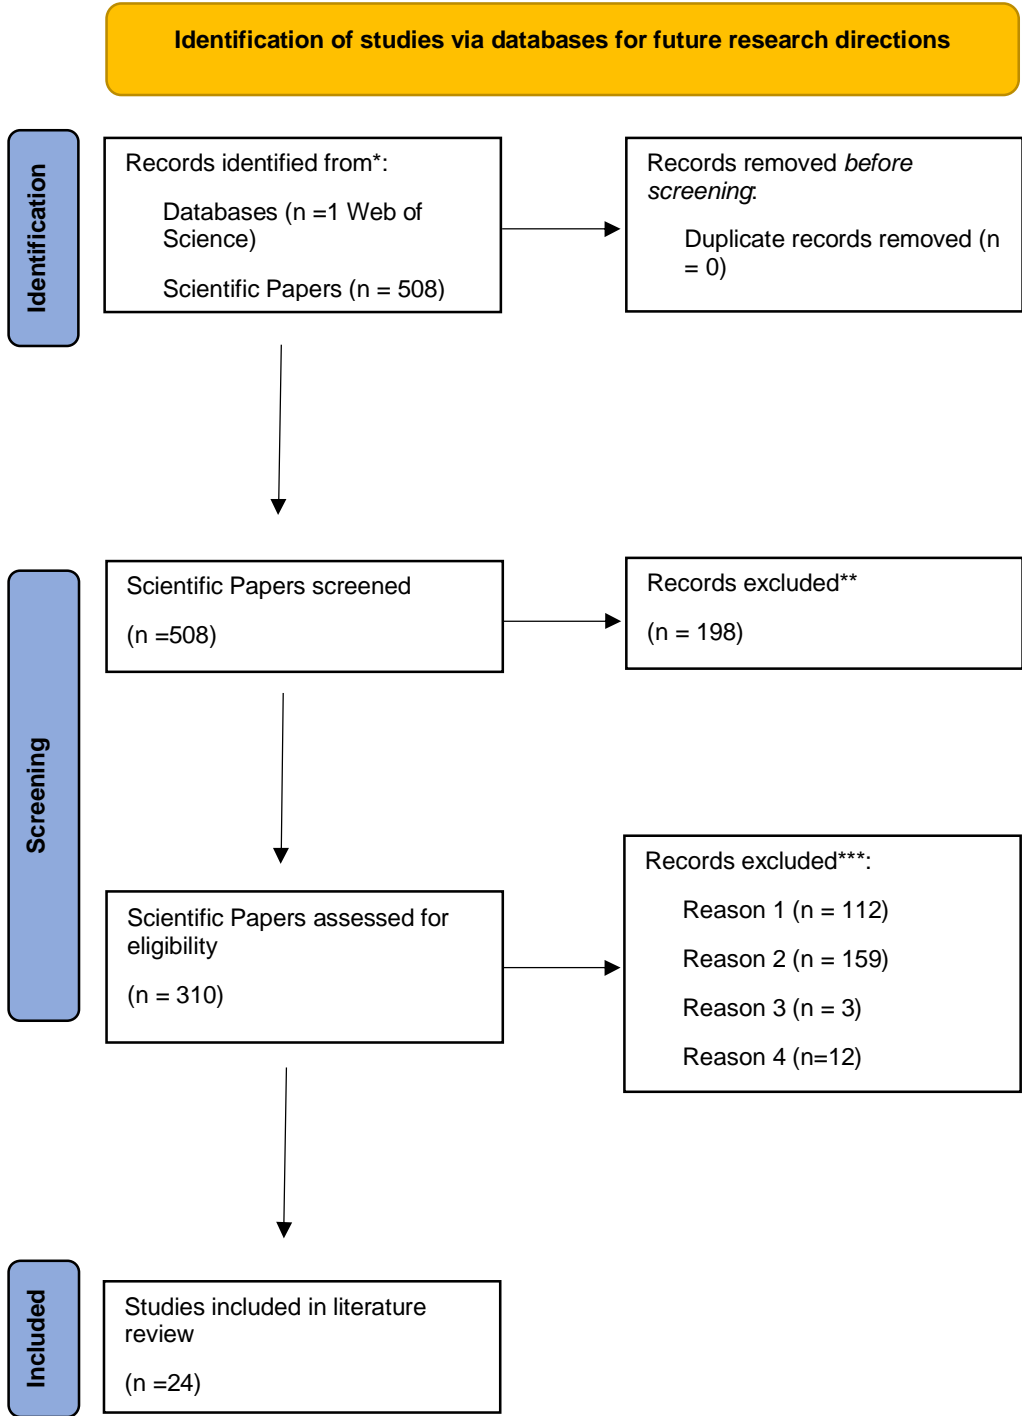 Identification of studies via databases for future research directions
Identification
Records identified from*:
Databases (n =1 Web of
Science)
Scientific Papers (n = 508)
Records removed before
screening:
Duplicate records removed (n
= 0)
Screening
Scientific Papers screened
(n =508)
Records excluded**
(n = 198)
Scientific Papers assessed for
eligibility
(n = 310)
Records excluded***:
Reason 1 (n = 112)
Reason 2 (n = 159)
Reason 3 (n = 3)
Reason 4 (n=12)
Included
Studies included in literature
review
(n =24)